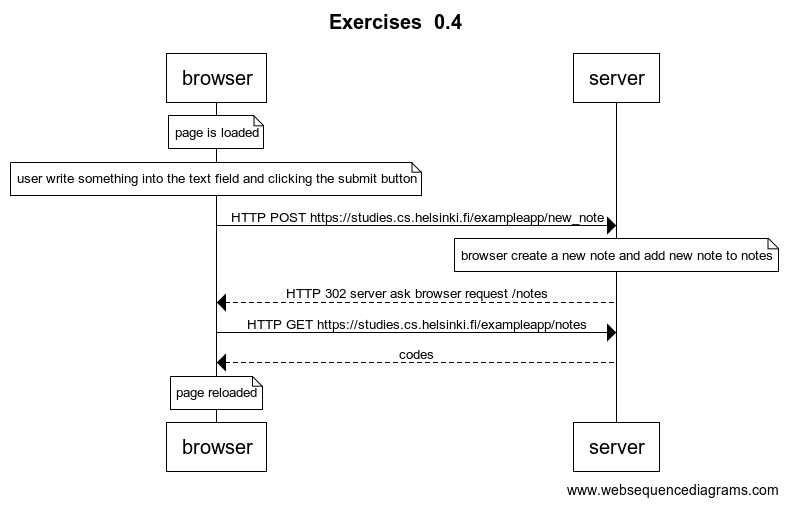 Exercises 0.4
browser
server
page is loaded
user write something into the text field and clicking the submit button
HTTP POST https://studies.cs.helsinki.fi/exampleapp/new_note
browser create a new note and add new note to notes
HTTP 302 server ask browser request /notes
HTTP GET https://studies.cs.helsinki.fi/exampleapp/notes
codes
page reloaded
browser
server
www.websequencediagrams.com